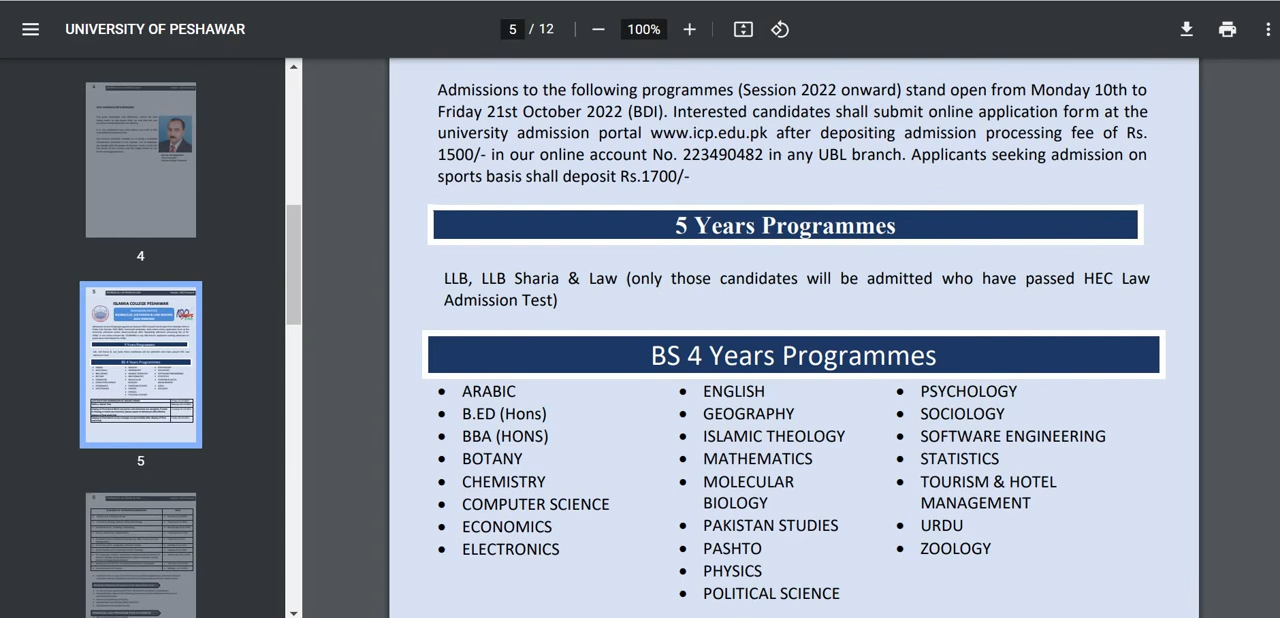 UNIVERSITY OF PESHAWAR
5 / 12
100%
4
ISLAMIA COLLEGE PESHAWAR
5
Admissions to the following programmes (Session 2022 onward) stand open from Monday 10th to
Friday 21st October 2022 (BDI). Interested candidates shall submit online application form at the
university admission portal www.icp.edu.pk after depositing admission processing fee of Rs.
1500/- in our online account No. 223490482 in any UBL branch. Applicants seeking admission on
sports basis shall deposit Rs.1700/-
5 Years Programmes
LLB, LLB Sharia & Law (only those candidates will be admitted who have passed HEC Law
Admission Test)
BS 4 Years Programmes
• ARABIC
• B.ED (Hons)
• BBA (HONS)
• BOTANY
• CHEMISTRY
• COMPUTER SCIENCE
• ECONOMICS
• ELECTRONICS
• ENGLISH
• GEOGRAPHY
• ISLAMIC THEOLOGY
• MATHEMATICS
• MOLECULAR
BIOLOGY
• PAKISTAN STUDIES
• PASHTO
• PHYSICS
• POLITICAL SCIENCE
• PSYCHOLOGY
• SOCIOLOGY
• SOFTWARE ENGINEERING
• STATISTICS
• TOURISM & HOTEL
MANAGEMENT
• URDU
• ZOOLOGY